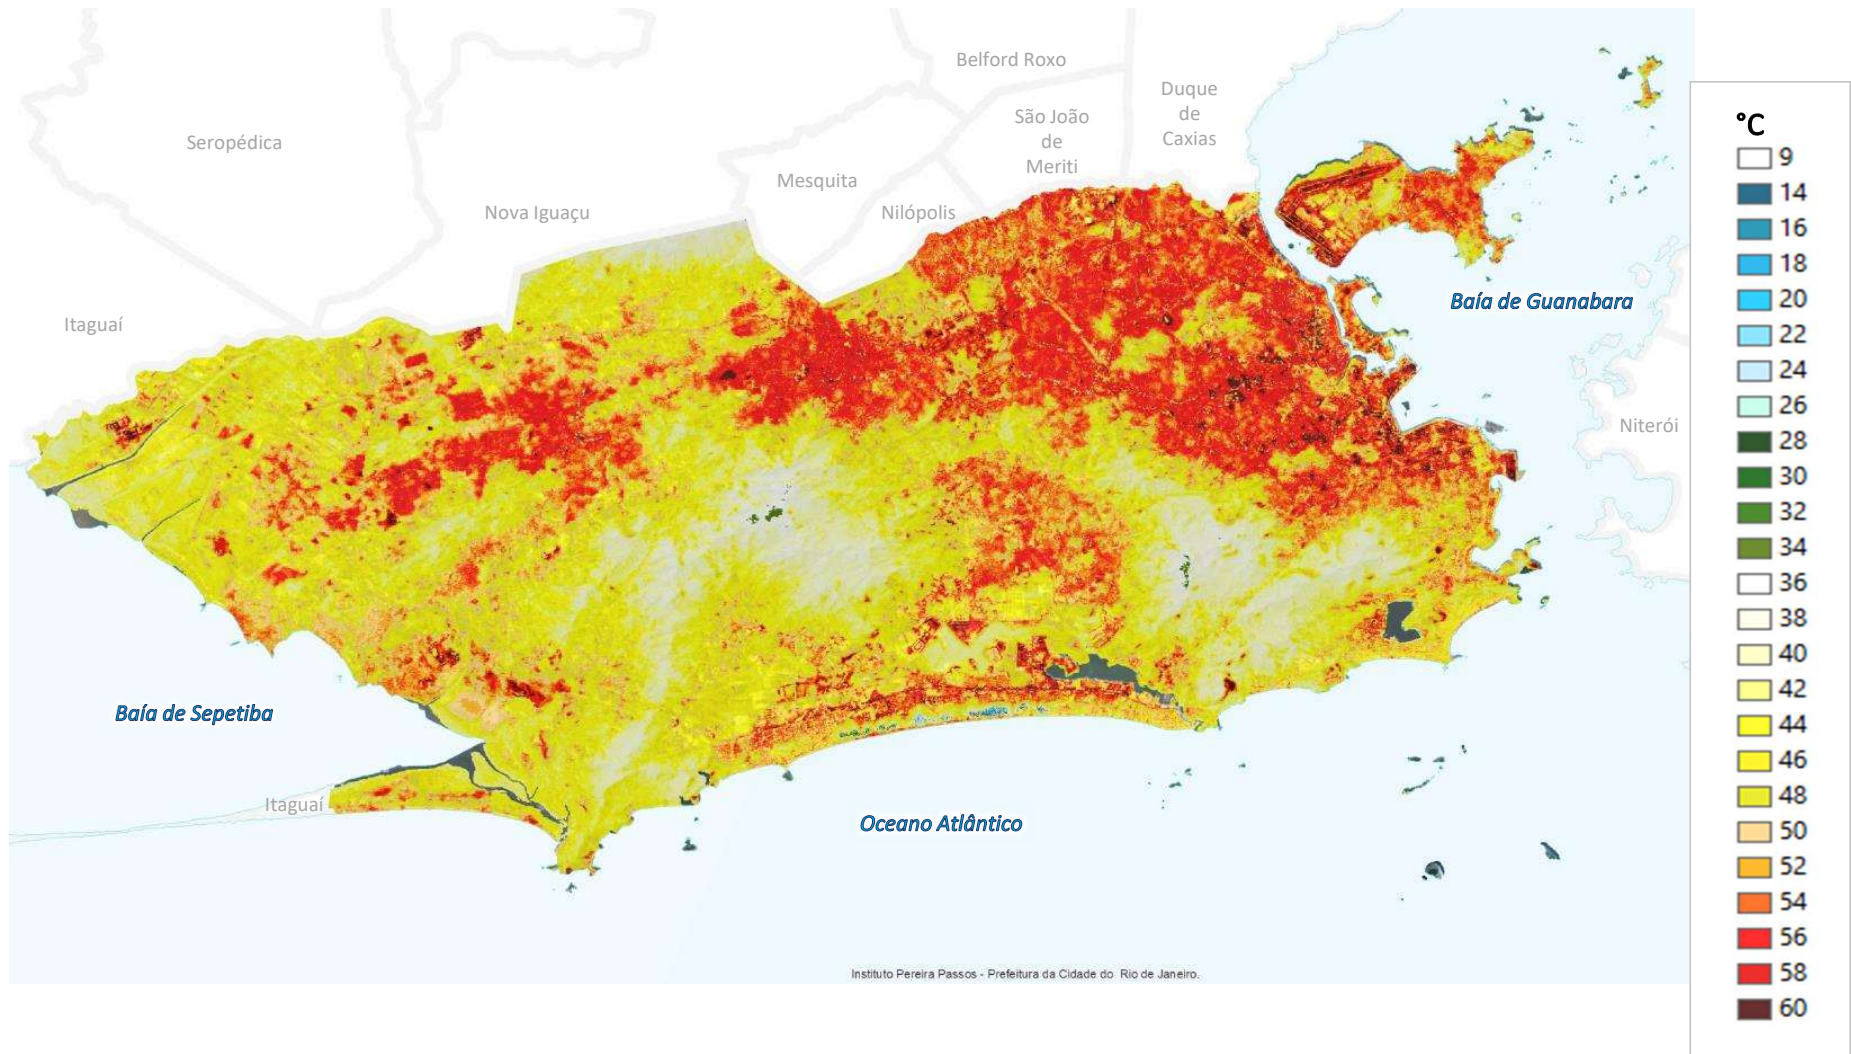 Belford Roxo
Duque
de
Caxias
São João
de
Meriti
Seropédica
Mesquita
Nova Iguaçu
Nilópolis
Itaguaí
Baía de Guanabara
Niterói
Baía de Sepetiba
Itaguaí
Oceano Atlântico
Instituto Pereira Passos - Prefeitura da Cidade do Rio de Janeiro.
°C
9
14
16
18
20
22
24
26
28
30
32
34
36
38
40
42
44
46
48
50
52
54
56
58
60